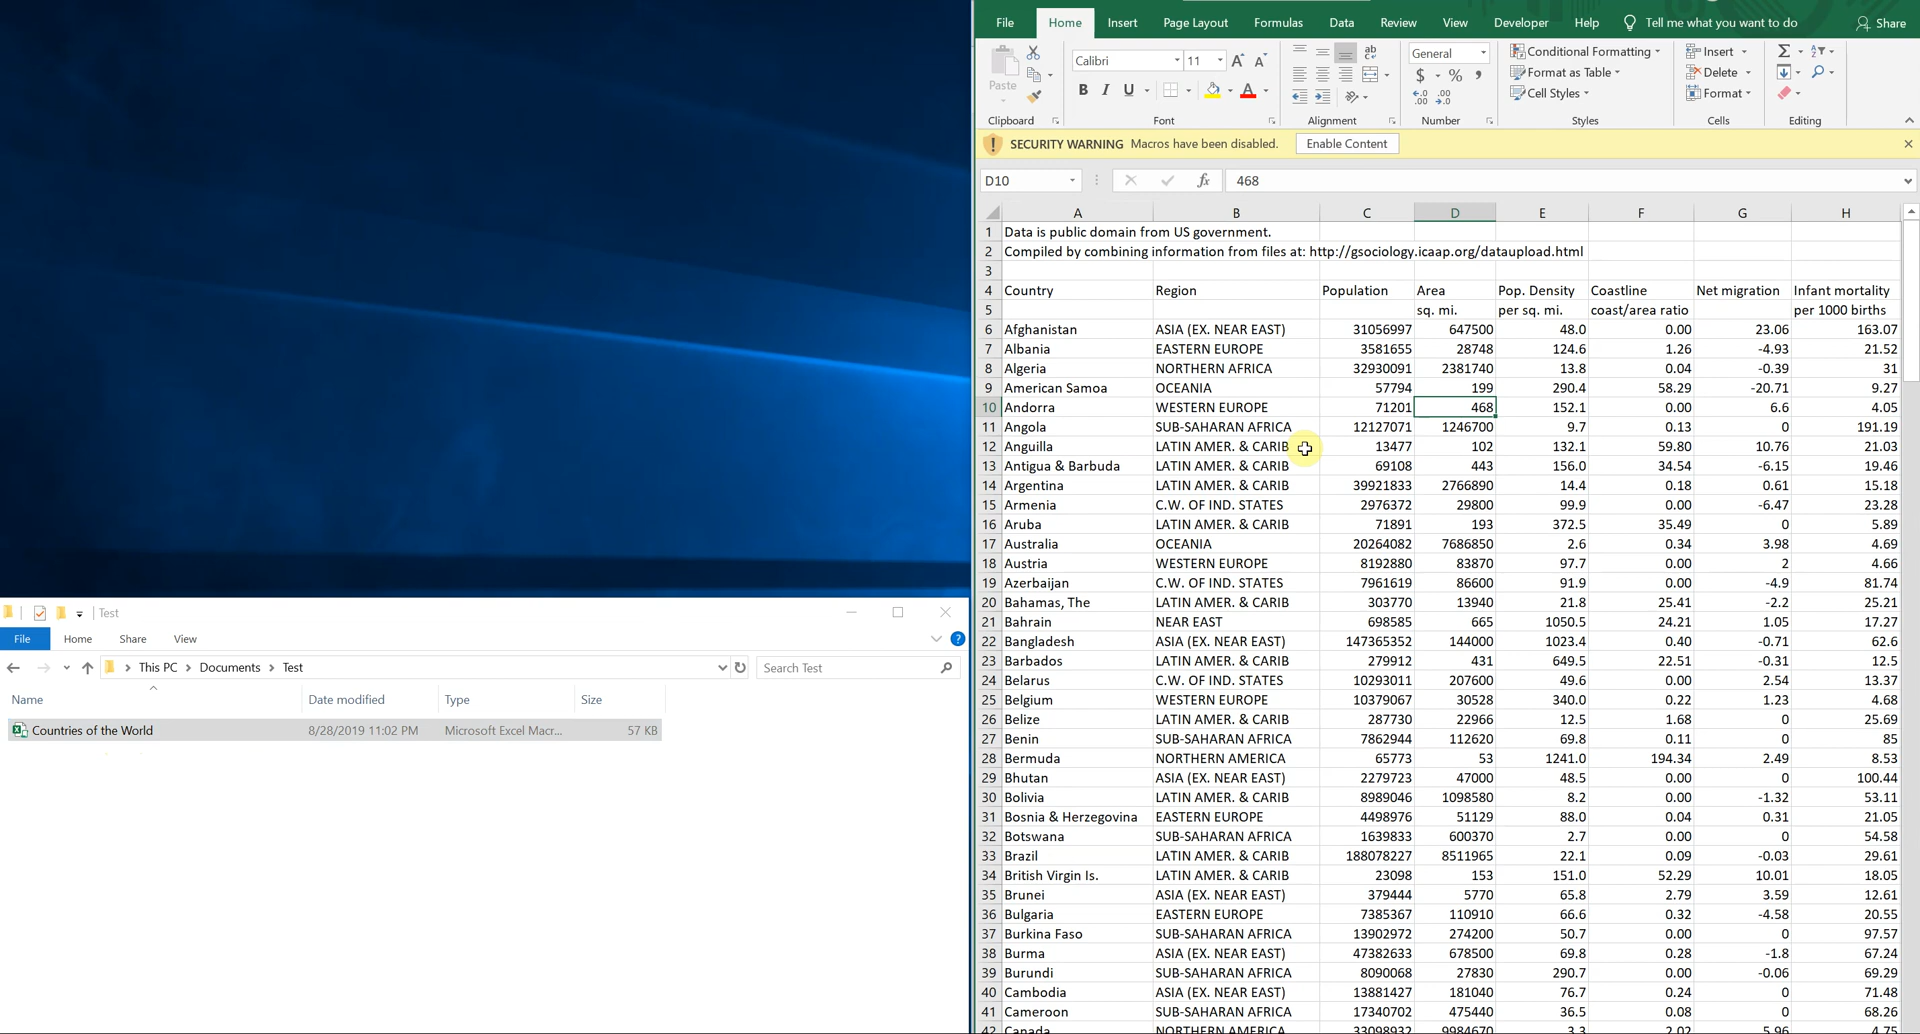 File Home Insert Page Layout Formulas Data Review View Developer Help Tell me what you want to do Share
Paste
Calibri 11
B I U
General
$ %
Conditional Formatting
Format as Table
Cell Styles
Insert
Delete
Format
Clipboard Font Alignment Number Styles Cells Editing
SECURITY WARNING Macros have been disabled. Enable Content
D10 fx 468
A B C D E F G H
1 Data is public domain from US government.
2 Compiled by combining information from files at: http://gsociology.icaap.org/dataupload.html
3
4 Country Region Population Area Pop. Density Coastline Net migration Infant mortality
5 sq. mi. per sq. mi. coast/area ratio per 1000 births
6 Afghanistan ASIA (EX. NEAR EAST) 31056997 647500 48.0 0.00 23.06 163.07
7 Albania EASTERN EUROPE 3581655 28748 124.6 1.26 -4.93 21.52
8 Algeria NORTHERN AFRICA 32930091 2381740 13.8 0.04 -0.39 31
9 American Samoa OCEANIA 57794 199 290.4 58.29 -20.71 9.27
10 Andorra WESTERN EUROPE 71201 468 152.1 0.00 6.6 4.05
11 Angola SUB-SAHARAN AFRICA 12127071 1246700 9.7 0.13 0 191.19
12 Anguilla LATIN AMER. & CARIB 13477 102 132.1 59.80 10.76 21.03
13 Antigua & Barbuda LATIN AMER. & CARIB 69108 443 156.0 34.54 -6.15 19.46
14 Argentina LATIN AMER. & CARIB 39921833 2766890 14.4 0.18 0.61 15.18
15 Armenia C.W. OF IND. STATES 2976372 29800 99.9 0.00 -6.47 23.28
16 Aruba LATIN AMER. & CARIB 71891 193 372.5 35.49 0 5.89
17 Australia OCEANIA 20264082 7686850 2.6 0.34 3.98 4.69
18 Austria WESTERN EUROPE 8192880 83870 97.7 0.00 2 4.66
19 Azerbaijan C.W. OF IND. STATES 7961619 86600 91.9 0.00 -4.9 81.74
20 Bahamas, The LATIN AMER. & CARIB 303770 13940 21.8 25.41 -2.2 25.21
21 Bahrain NEAR EAST 698585 665 1050.5 24.21 1.05 17.27
22 Bangladesh ASIA (EX. NEAR EAST) 147365352 144000 1023.4 0.40 -0.71 62.6
23 Barbados LATIN AMER. & CARIB 279912 431 649.5 22.51 -0.31 12.5
24 Belarus C.W. OF IND. STATES 10293011 207600 49.6 0.00 2.54 13.37
25 Belgium WESTERN EUROPE 10379067 30528 340.0 0.22 1.23 4.68
26 Belize LATIN AMER. & CARIB 287730 22966 12.5 1.68 0 25.69
27 Benin SUB-SAHARAN AFRICA 7862944 112620 69.8 0.11 0 85
28 Bermuda NORTHERN AMERICA 65773 53 1241.0 194.34 2.49 8.53
29 Bhutan ASIA (EX. NEAR EAST) 2279723 47000 48.5 0.00 0 100.44
30 Bolivia LATIN AMER. & CARIB 8989046 1098580 8.2 0.00 -1.32 53.11
31 Bosnia & Herzegovina EASTERN EUROPE 4498976 51129 88.0 0.04 0.31 21.05
32 Botswana SUB-SAHARAN AFRICA 1639833 600370 2.7 0.00 0 54.58
33 Brazil LATIN AMER. & CARIB 188078227 8511965 22.1 0.09 -0.03 29.61
34 British Virgin Is. LATIN AMER. & CARIB 23098 153 151.0 52.29 10.01 18.05
35 Brunei ASIA (EX. NEAR EAST) 379444 5770 65.8 2.79 3.59 12.61
36 Bulgaria EASTERN EUROPE 7385367 110910 66.6 0.32 -4.58 20.55
37 Burkina Faso SUB-SAHARAN AFRICA 13902972 274200 50.7 0.00 0 97.57
38 Burma ASIA (EX. NEAR EAST) 47382633 678500 69.8 0.28 -1.8 67.24
39 Burundi SUB-SAHARAN AFRICA 8090068 27830 290.7 0.00 -0.06 69.29
40 Cambodia ASIA (EX. NEAR EAST) 13881427 181040 76.7 0.24 0 71.48
41 Cameroon SUB-SAHARAN AFRICA 17340702 475440 36.5 0.08 0 68.26
42 Canada NORTHERN AMERICA 33098932 9984670 3.3 2.02 5.96 4.75
Test
File Home Share View
This PC > Documents > Test Search Test
Name Date modified Type Size
Countries of the World 8/28/2019 11:02 PM Microsoft Excel Macr... 57 KB